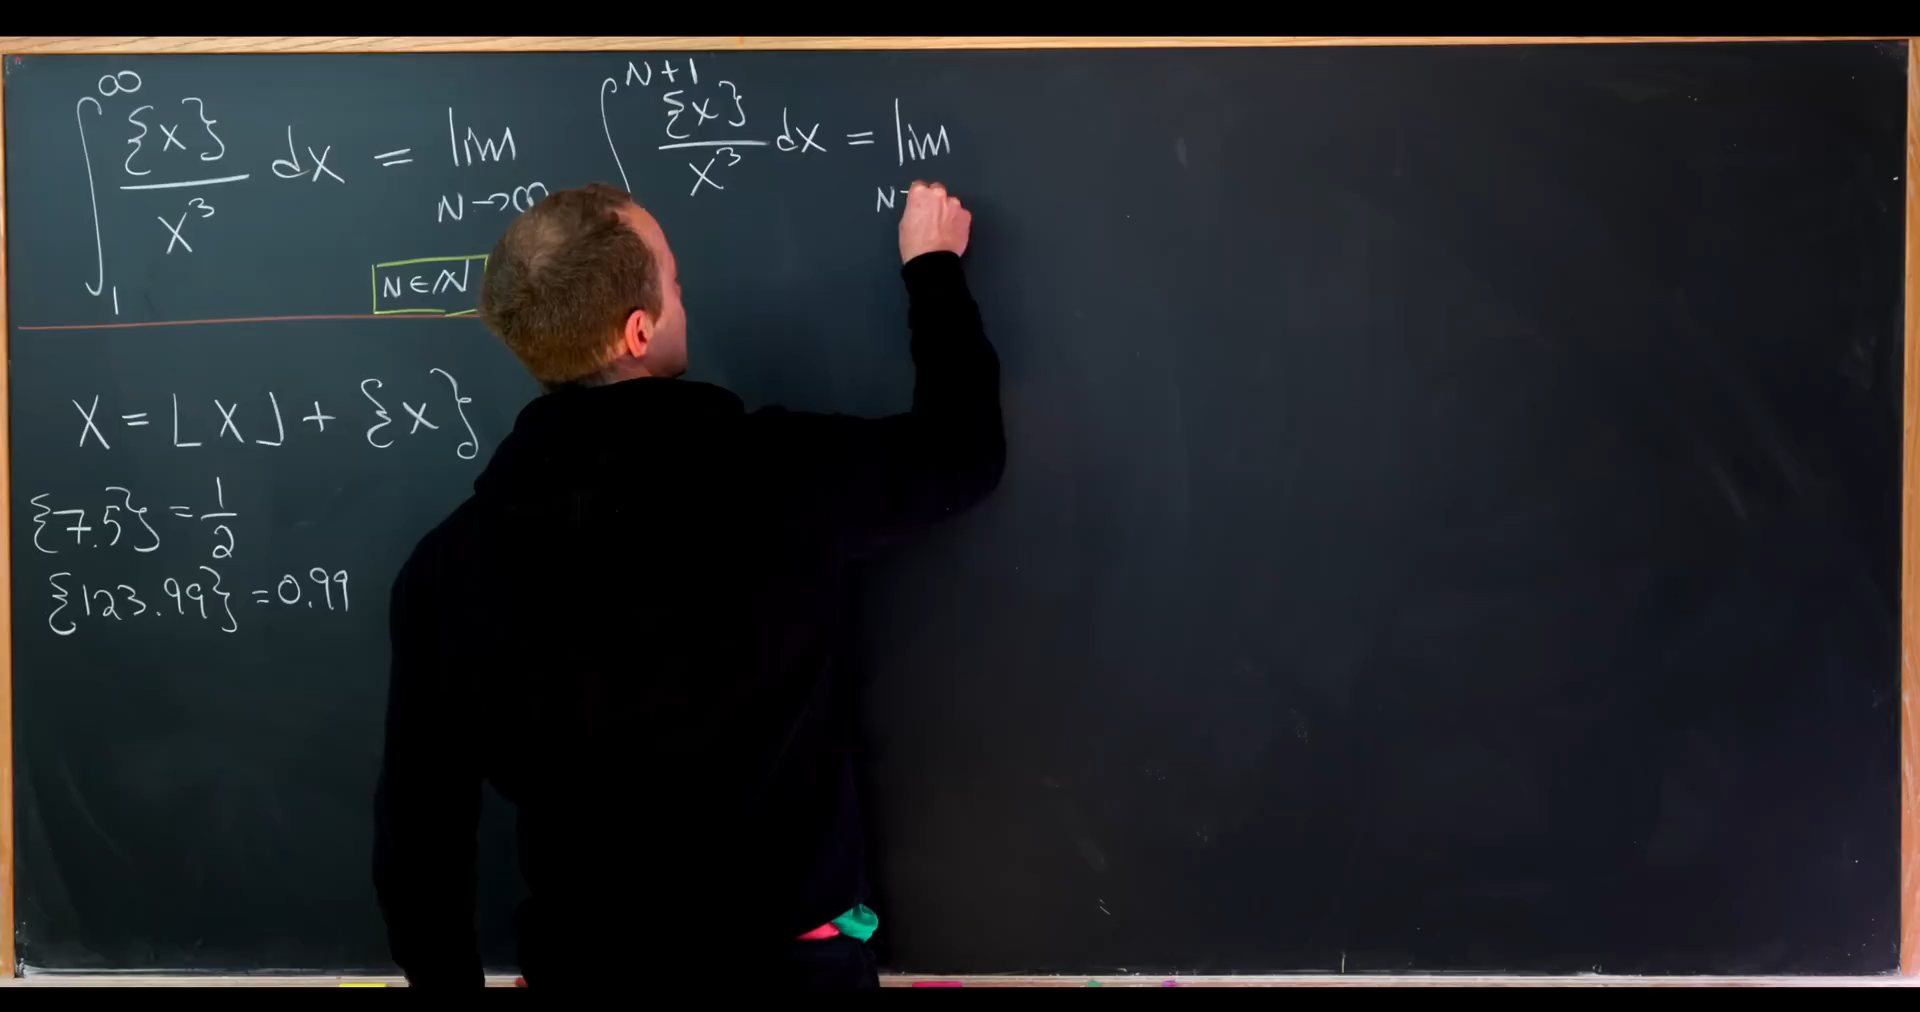 ∫₁^∞ {x}/x³ dx = lim N→∞ ∫^N+1 {x}/x³ dx = lim N→
N∈ℕ
X = ⌊X⌋ + {x}
{7.5} = 1/2
{123.99} = 0.99